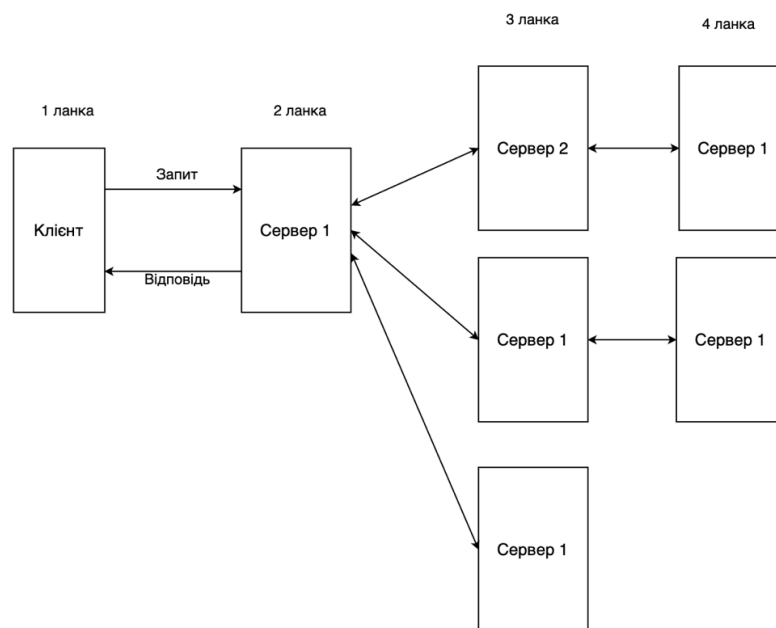 3 ланка
4 ланка
1 ланка
2 ланка
Клієнт
Запит
Відповідь
Сервер 1
Сервер 2
Сервер 1
Сервер 1
Сервер 1
Сервер 1